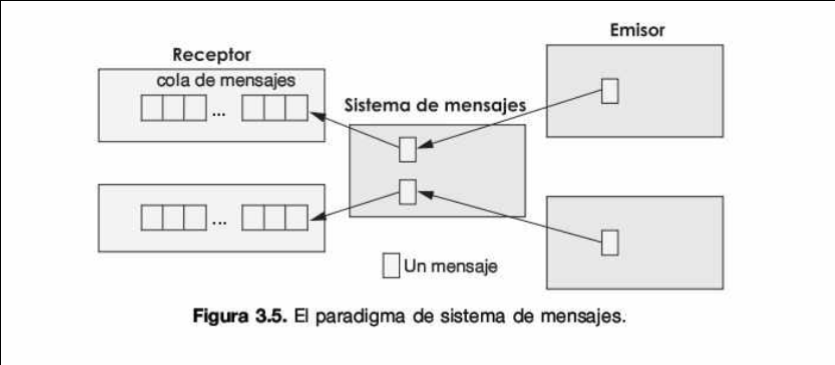 Emisor
Receptor
cola de mensajes
...
Sistema de mensajes
...
Un mensaje
Figura 3.5. El paradigma de sistema de mensajes.